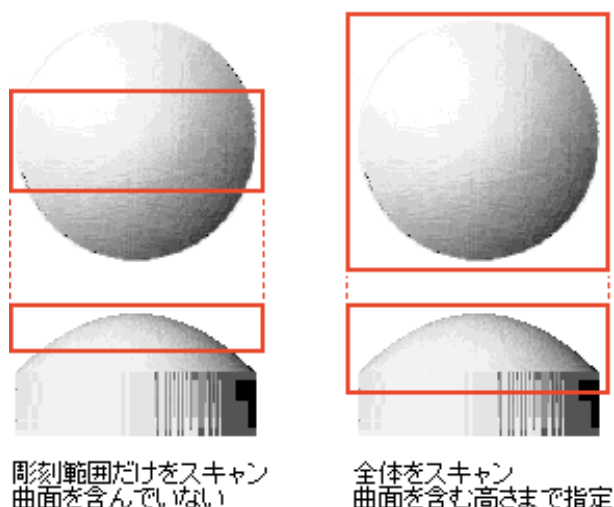 彫刻範囲だけをスキャン
曲面を含んでいない
全体をスキャン
曲面を含む高さまで指定